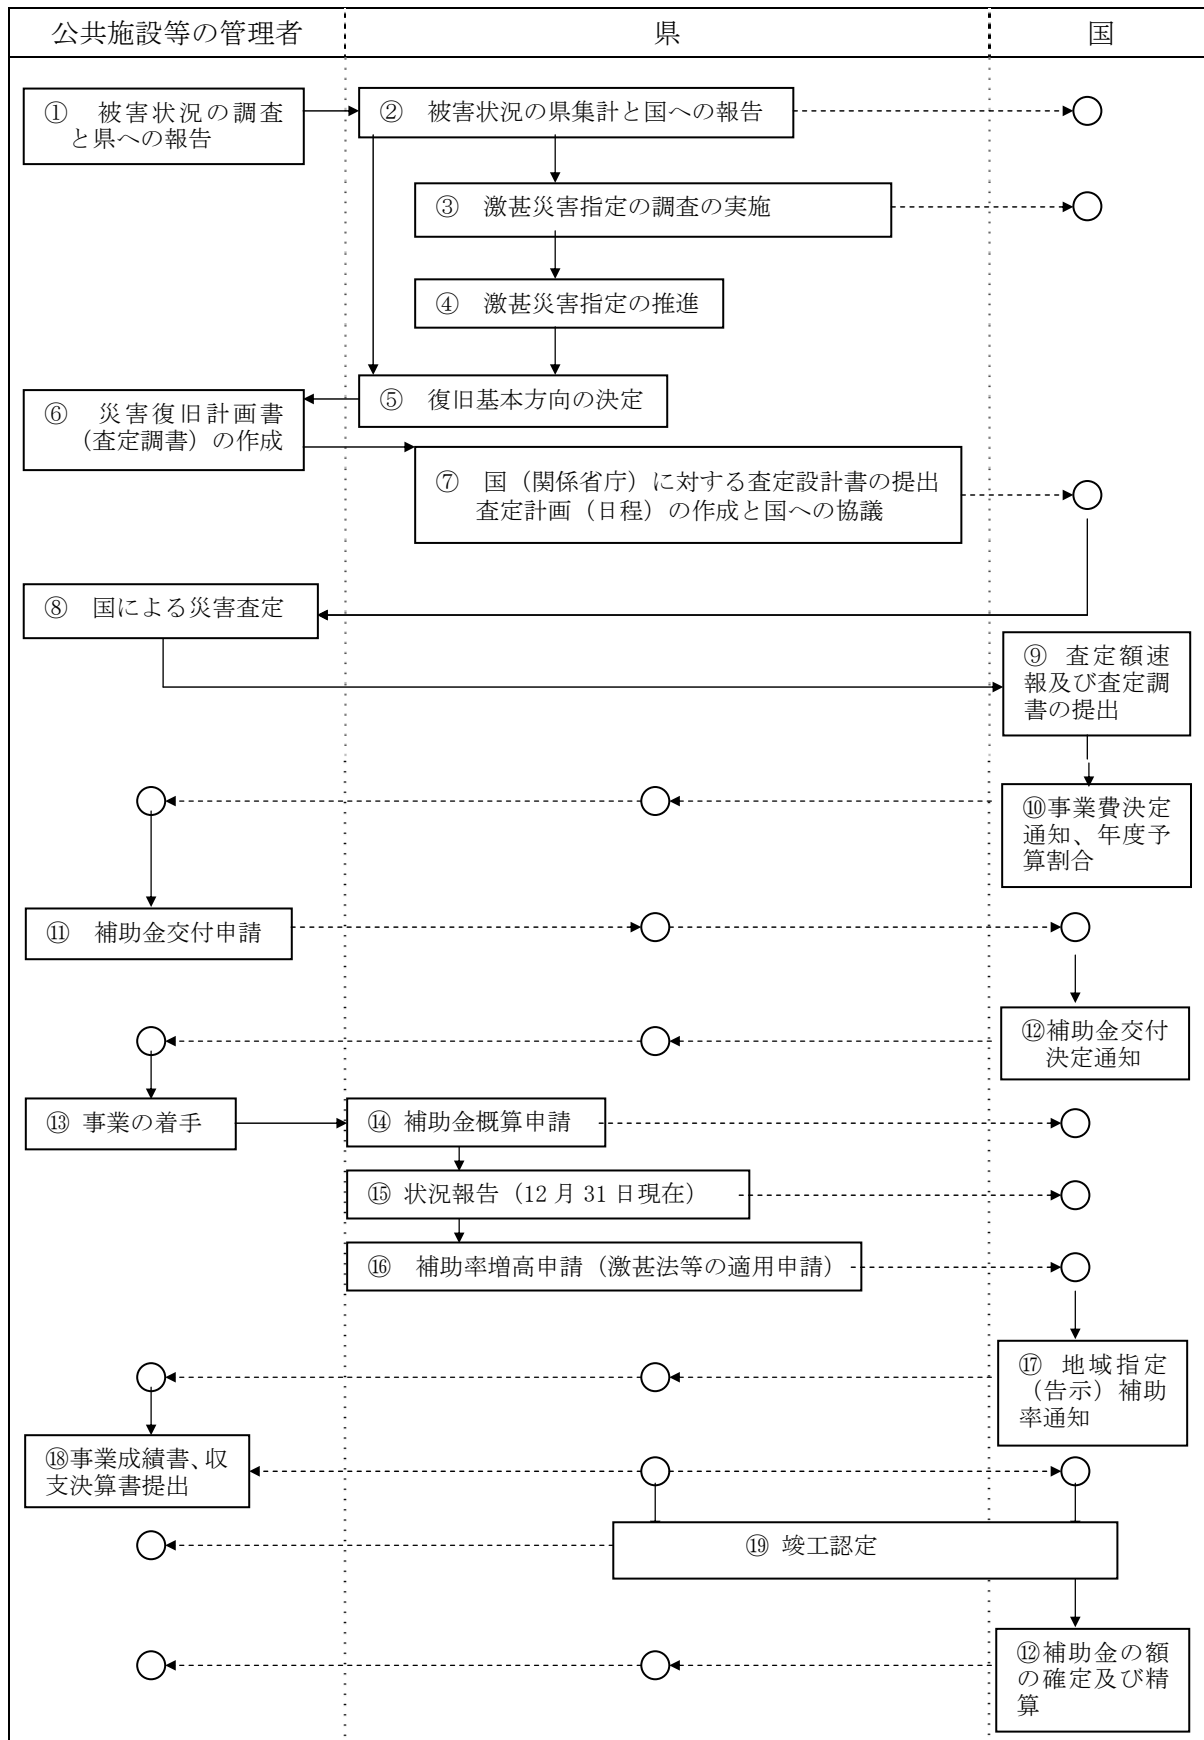 公共施設等の管理者
県
国
① 被害状況の調査
と県への報告
② 被害状況の県集計と国への報告
③ 激甚災害指定の調査の実施
④ 激甚災害指定の推進
⑤ 復旧基本方向の決定
⑥ 災害復旧計画書
(査定調書)の作成
⑦ 国(関係省庁)に対する査定設計書の提出
査定計画(日程)の作成と国への協議
⑧ 国による災害査定
⑨ 査定額速
報及び査定調
書の提出
⑩事業費決定
通知、年度予
算割合
⑪ 補助金交付申請
⑫補助金交付
決定通知
⑬ 事業の着手
⑭ 補助金概算申請
⑮ 状況報告(12 月 31 日現在)
⑯ 補助率増高申請(激甚法等の適用申請)
⑰ 地域指定
(告示)補助
率通知
⑱事業成績書、収
支決算書提出
⑲ 竣工認定
⑫補助金の額
の確定及び精
算